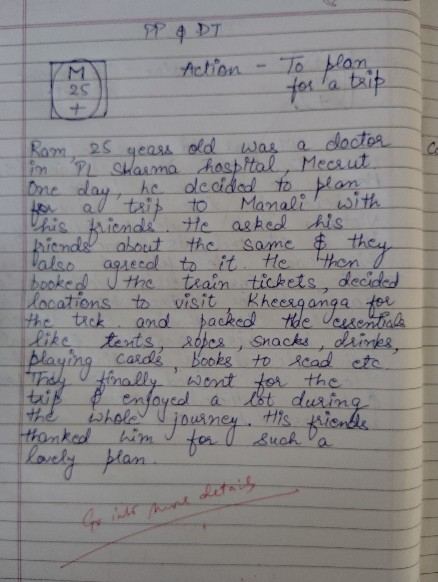 PP & DT
M
25
+
Action - To plan
for a trip
Ram, 25 years old was a doctor
in PL Sharma hospital, Meerut
One day, he decided to plan
for a trip to Manali with
his friends. He asked his
friends about the same & they
also agreed to it. He then
booked the train tickets, decided
locations to visit, Kheerganga for
the trek and packed the essentials
like tents, ropes, snacks, drinks,
playing cards, books to read etc.
They finally went for the
trip & enjoyed a lot during
the whole journey. His friends
thanked him for such a
lovely plan.
Go into more details